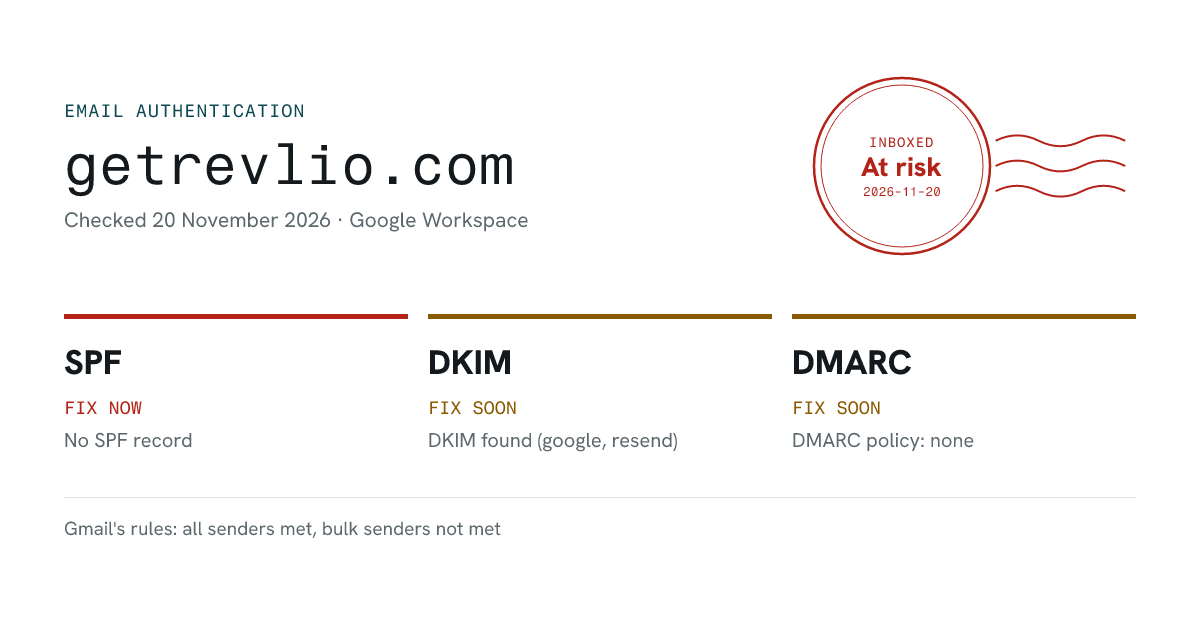 EMAIL AUTHENTICATION
getrevlio.com
Checked 20 November 2026 · Google Workspace
INBOXED
At risk
2026-11-20
SPF
FIX NOW
No SPF record
DKIM
FIX SOON
DKIM found (google, resend)
DMARC
FIX SOON
DMARC policy: none
Gmail's rules: all senders met, bulk senders not met